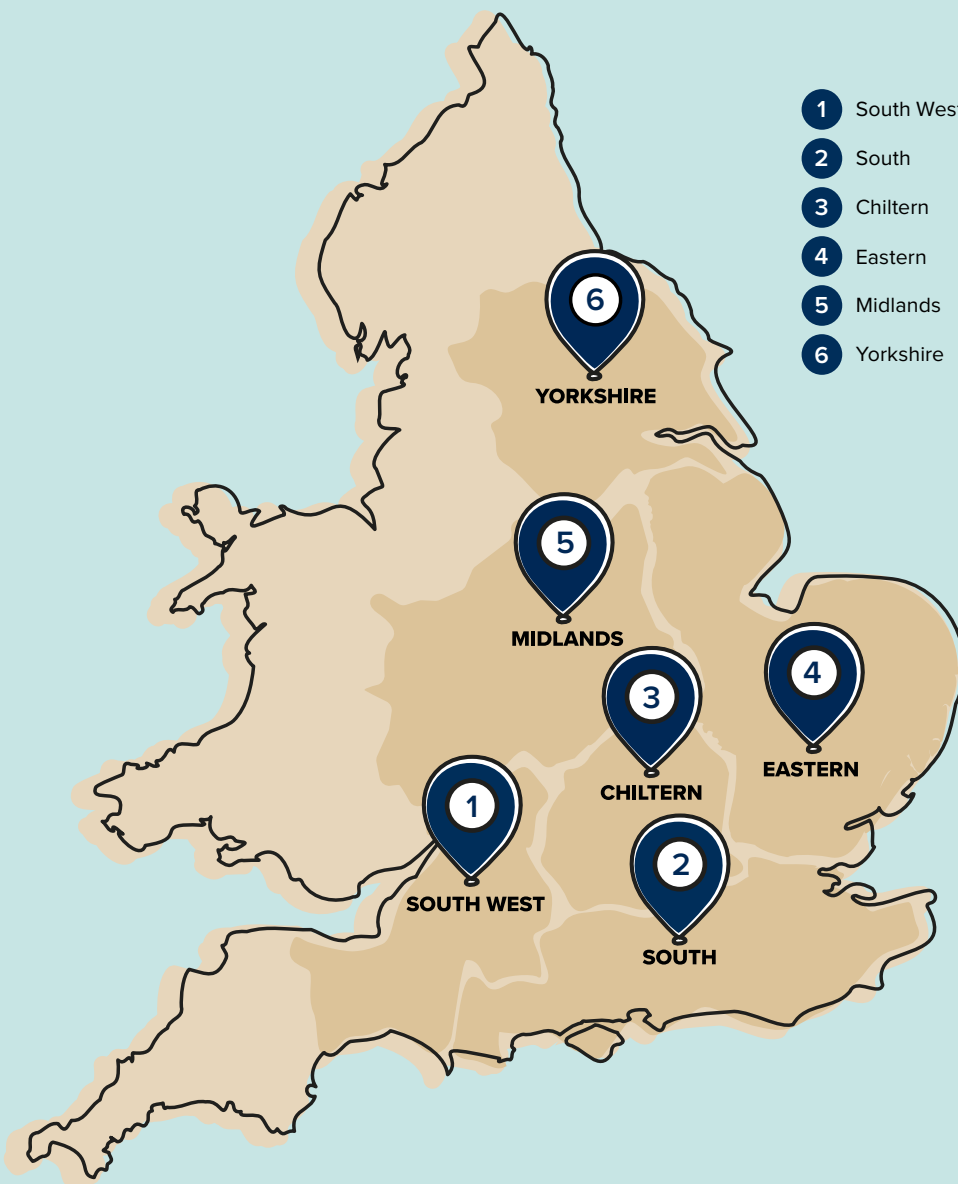 1 South West
2 South
3 Chiltern
4 Eastern
5 Midlands
6 Yorkshire
6
YORKSHIRE
5
MIDLANDS
4
EASTERN
3
CHILTERN
1
SOUTH WEST
2
SOUTH